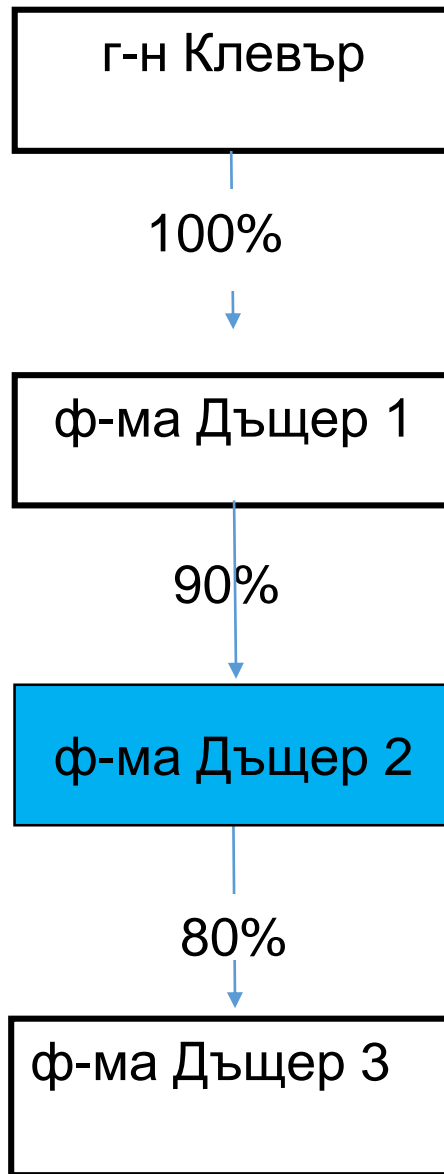 г-н Клевър
100%
ф-ма Дъщер 1
90%
ф-ма Дъщер 2
80%
ф-ма Дъщер 3